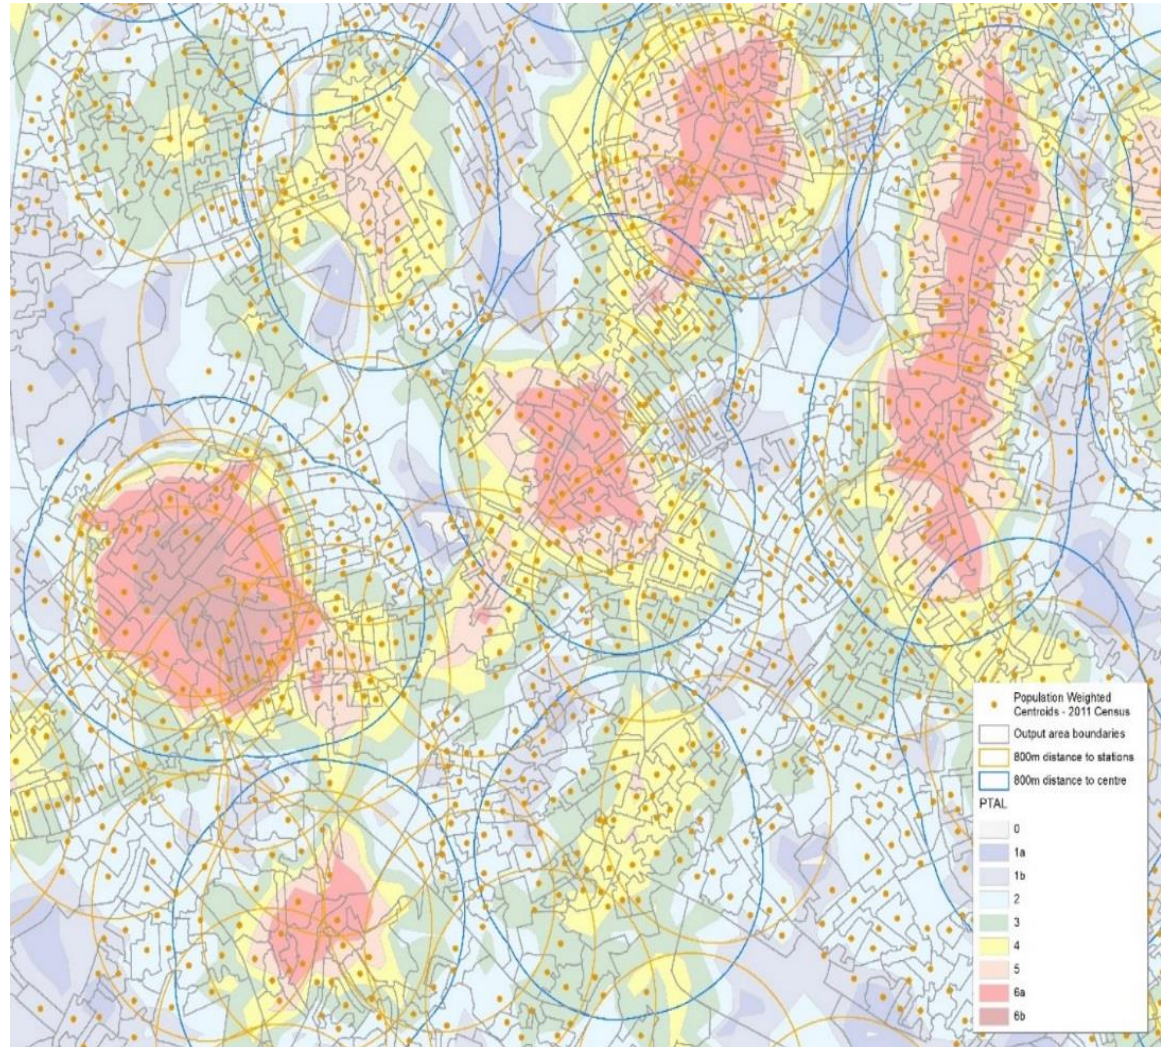 Population Weighted
Centroids - 2011 Census
Output area boundaries
800m distance to stations
800m distance to centre
PTAL
0
1a
1b
2
3
4
5
6a
6b